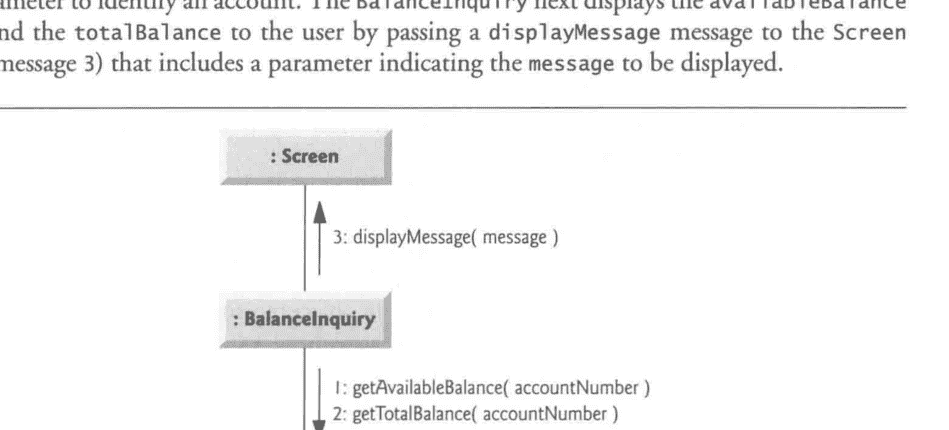 to identify an account. The BalanceInquiry next displays the availableBalance
the totalBalance to the user by passing a displayMessage message to the Screen
message 3) that includes a parameter indicating the message to be displayed.
: Screen
3: displayMessage( message )
: BalanceInquiry
1: getAvailableBalance( accountNumber )
2: getTotalBalance( accountNumber )